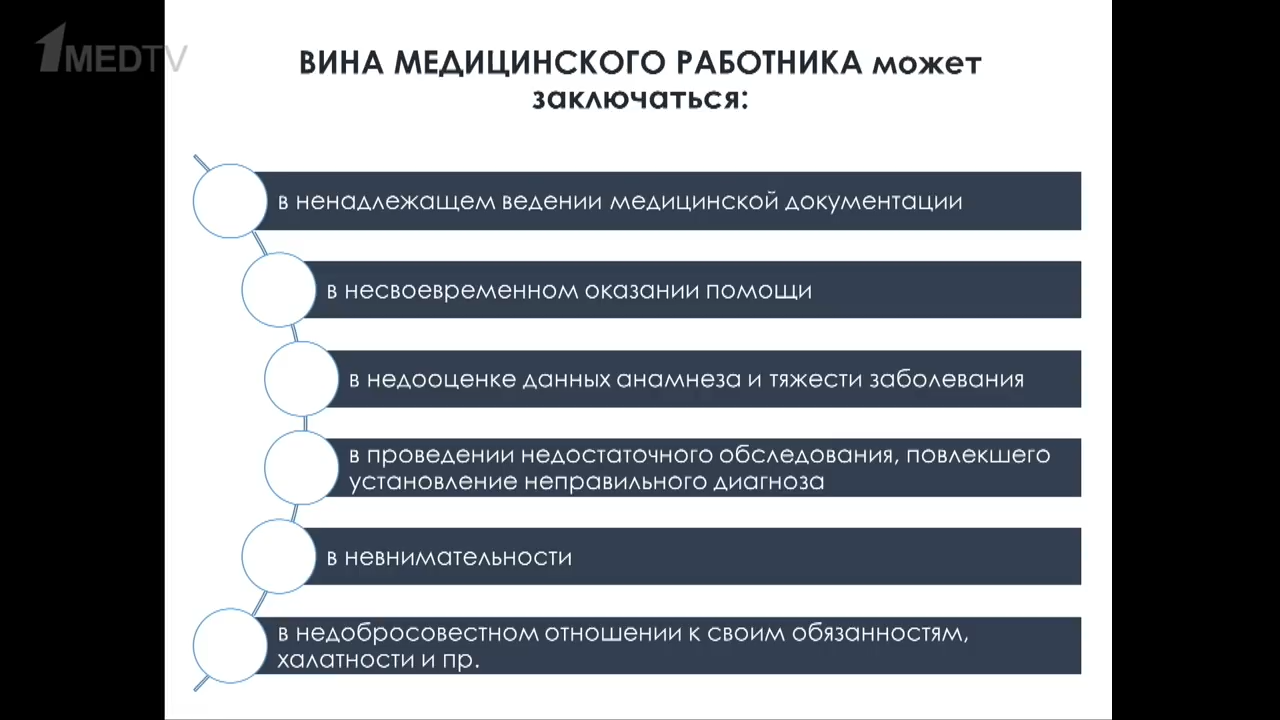 1MEDTV
ВИНА МЕДИЦИНСКОГО РАБОТНИКА может
заключаться:
в ненадлежащем ведении медицинской документации
в несвоевременном оказании помощи
в недооценке данных анамнеза и тяжести заболевания
в проведении недостаточного обследования, повлекшего
установление неправильного диагноза
в невнимательности
в недобросовестном отношении к своим обязанностям,
халатности и пр.